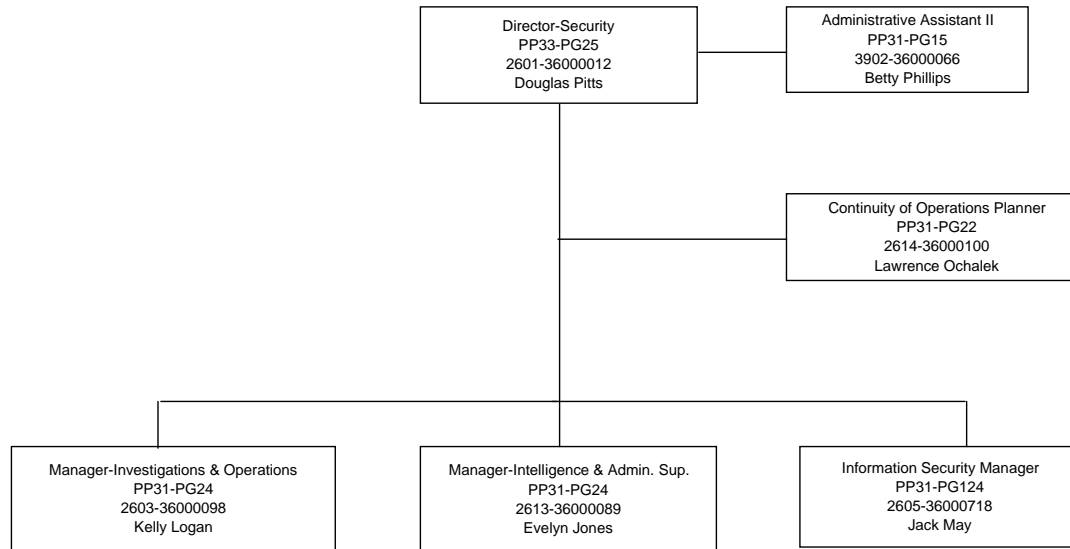 Director-Security
PP33-PG25
2601-36000012
Douglas Pitts
Administrative Assistant II
PP31-PG15
3902-36000066
Betty Phillips
Continuity of Operations Planner
PP31-PG22
2614-36000100
Lawrence Ochalek
Manager-Investigations & Operations
PP31-PG24
2603-36000098
Kelly Logan
Manager-Intelligence & Admin. Sup.
PP31-PG24
2613-36000089
Evelyn Jones
Information Security Manager
PP31-PG124
2605-36000718
Jack May